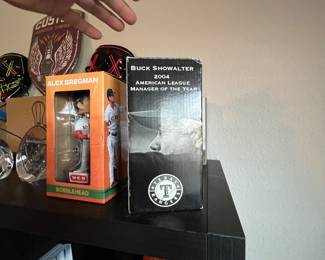 ALEX BREGMAN
BOBBLEHEAD
BUCK SHOWALTER
2004
AMERICAN LEAGUE
MANAGER OF THE YEAR
T